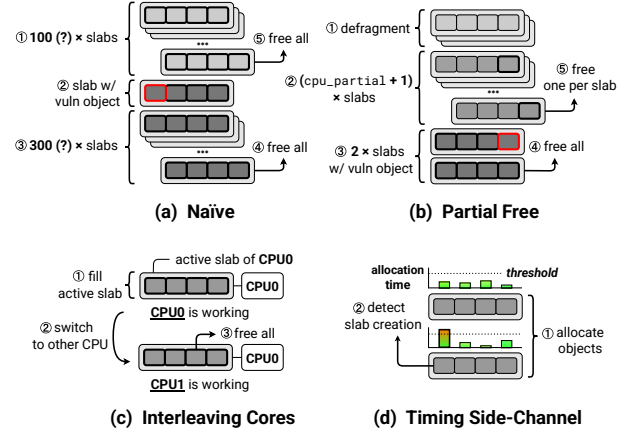 ① 100 (?) × slabs
...
⑤ free all
② slab w/
vuln object
③ 300 (?) × slabs
...
④ free all
(a) Naïve
① defragment
② (cpu_partial + 1)
× slabs
...
⑤ free
one per slab
③ 2 × slabs
w/ vuln object
④ free all
(b) Partial Free
active slab of CPU0
① fill
active slab
CPU0
CPU0 is working
② switch
to other CPU
③ free all
CPU0
CPU1 is working
(c) Interleaving Cores
allocation
time
threshold
② detect
slab creation
① allocate
objects
(d) Timing Side-Channel